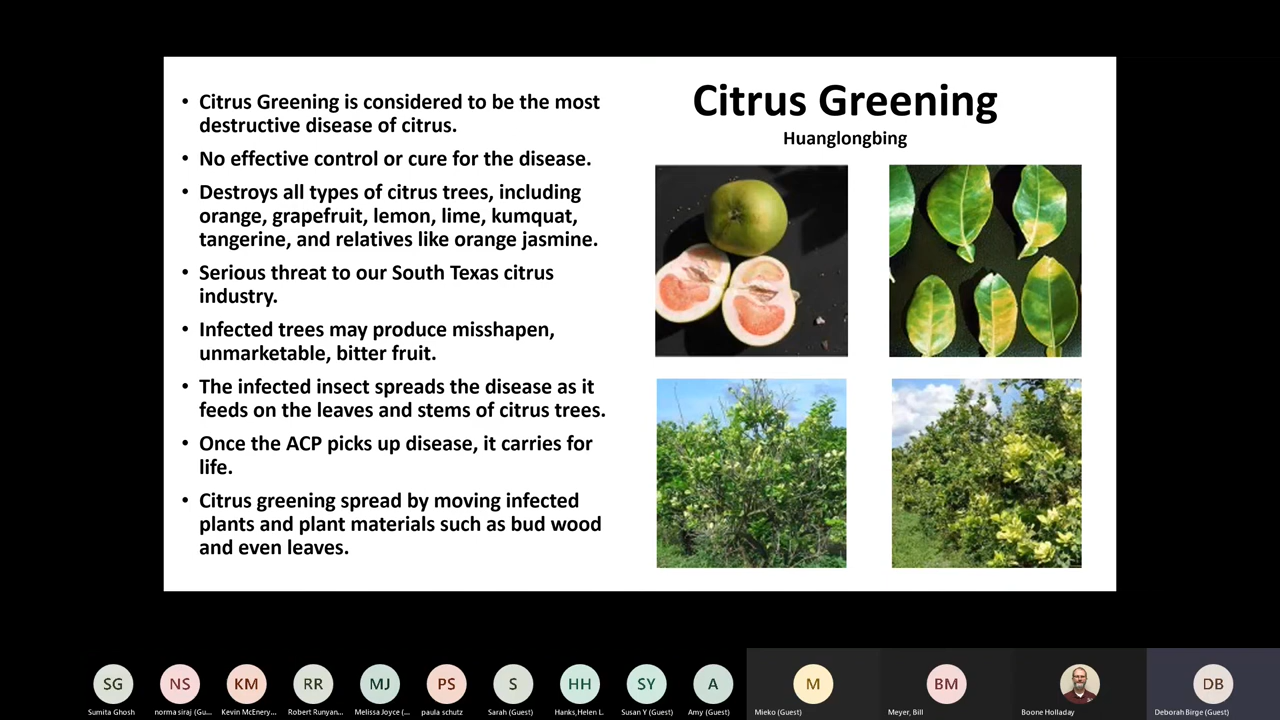 • Citrus Greening is considered to be the most
destructive disease of citrus.
• No effective control or cure for the disease.
• Destroys all types of citrus trees, including
orange, grapefruit, lemon, lime, kumquat,
tangerine, and relatives like orange jasmine.
• Serious threat to our South Texas citrus
industry.
• Infected trees may produce misshapen,
unmarketable, bitter fruit.
• The infected insect spreads the disease as it
feeds on the leaves and stems of citrus trees.
• Once the ACP picks up disease, it carries for
life.
• Citrus greening spread by moving infected
plants and plant materials such as bud wood
and even leaves.
Citrus Greening
Huanglongbing
SG
NS
KM
RR
MJ
PS
S
HH
SY
A
M
BM
DB
Sumita Ghosh
norma siraj (Gu...
Kevin McEnery...
Robert Runyan...
Melissa Joyce (...
paula schutz
Sarah (Guest)
Hanks,Helen L.
Susan Y (Guest)
Amy (Guest)
Mieko (Guest)
Meyer, Bill
Boone Holladay
Deborah Birge (Guest)